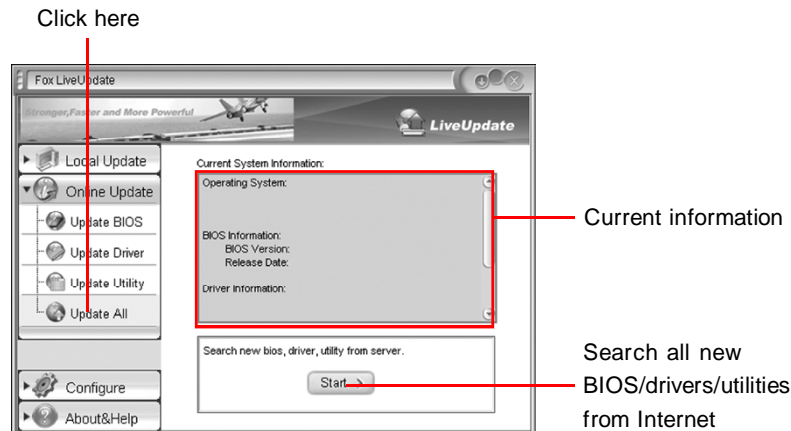 Click here
Fox LiveUpdate
Stronger,Faster and More Powerful
LiveUpdate
Local Update
Online Update
Update BIOS
Update Driver
Update Utility
Update All
Configure
About&Help
Current System Information:
Operating System:
BIOS Information:
BIOS Version:
Release Date:
Driver Information:
Search new bios, driver, utility from server.
Start
Current information
Search all new
BIOS/drivers/utilities
from Internet